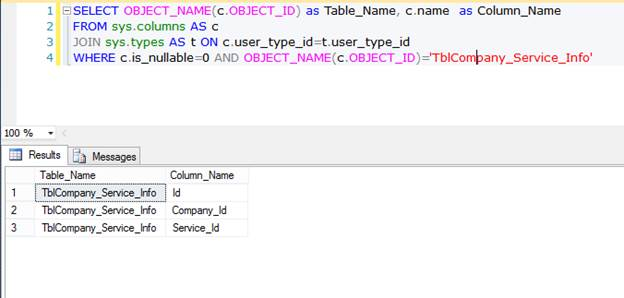 1 SELECT OBJECT_NAME(c.OBJECT_ID) as Table_Name, c.name  as Column_Name
2 FROM sys.columns AS c
3 JOIN sys.types AS t ON c.user_type_id=t.user_type_id
4 WHERE c.is_nullable=0 AND OBJECT_NAME(c.OBJECT_ID)='TblCompany_Service_Info'
100 %
Results Messages
Table_Name Column_Name
1 TblCompany_Service_Info Id
2 TblCompany_Service_Info Company_Id
3 TblCompany_Service_Info Service_Id